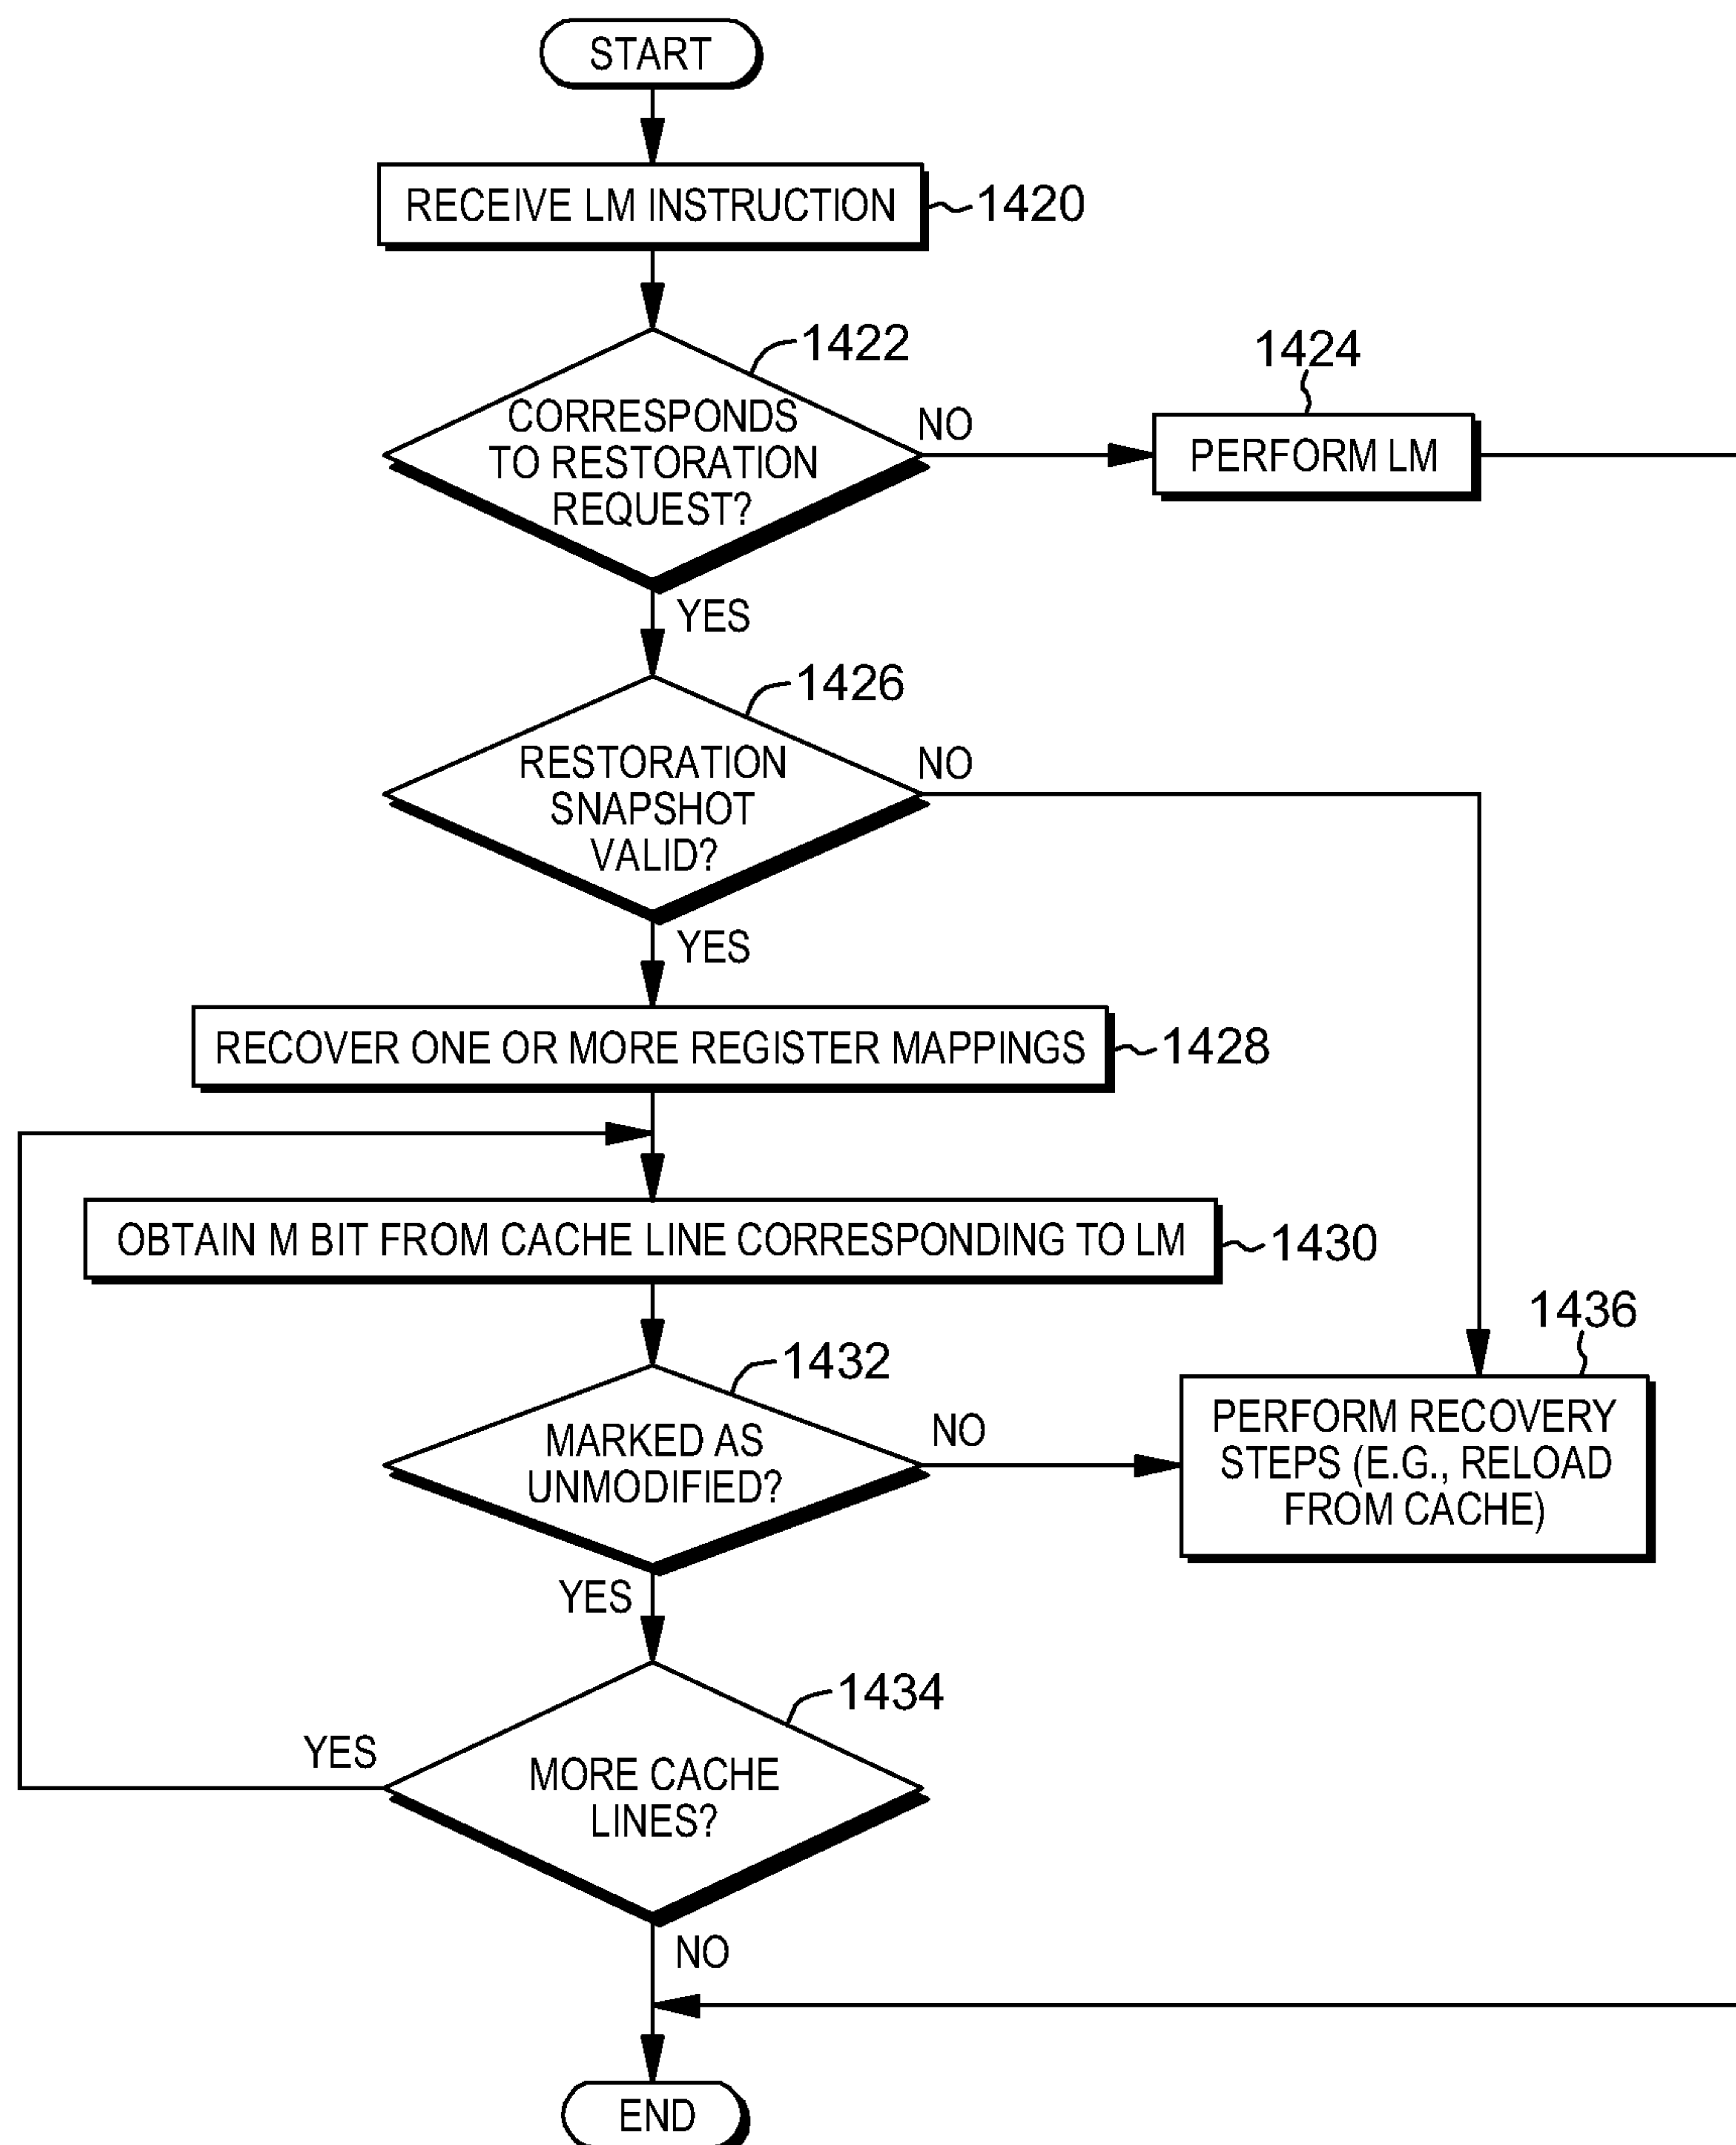 START
RECEIVE LM INSTRUCTION
1420
1422
CORRESPONDS
TO RESTORATION
REQUEST?
NO
1424
PERFORM LM
YES
1426
RESTORATION
SNAPSHOT
VALID?
NO
YES
RECOVER ONE OR MORE REGISTER MAPPINGS
1428
OBTAIN M BIT FROM CACHE LINE CORRESPONDING TO LM
1430
1432
MARKED AS
UNMODIFIED?
NO
1436
PERFORM RECOVERY
STEPS (E.G., RELOAD
FROM CACHE)
YES
1434
MORE CACHE
LINES?
YES
NO
END